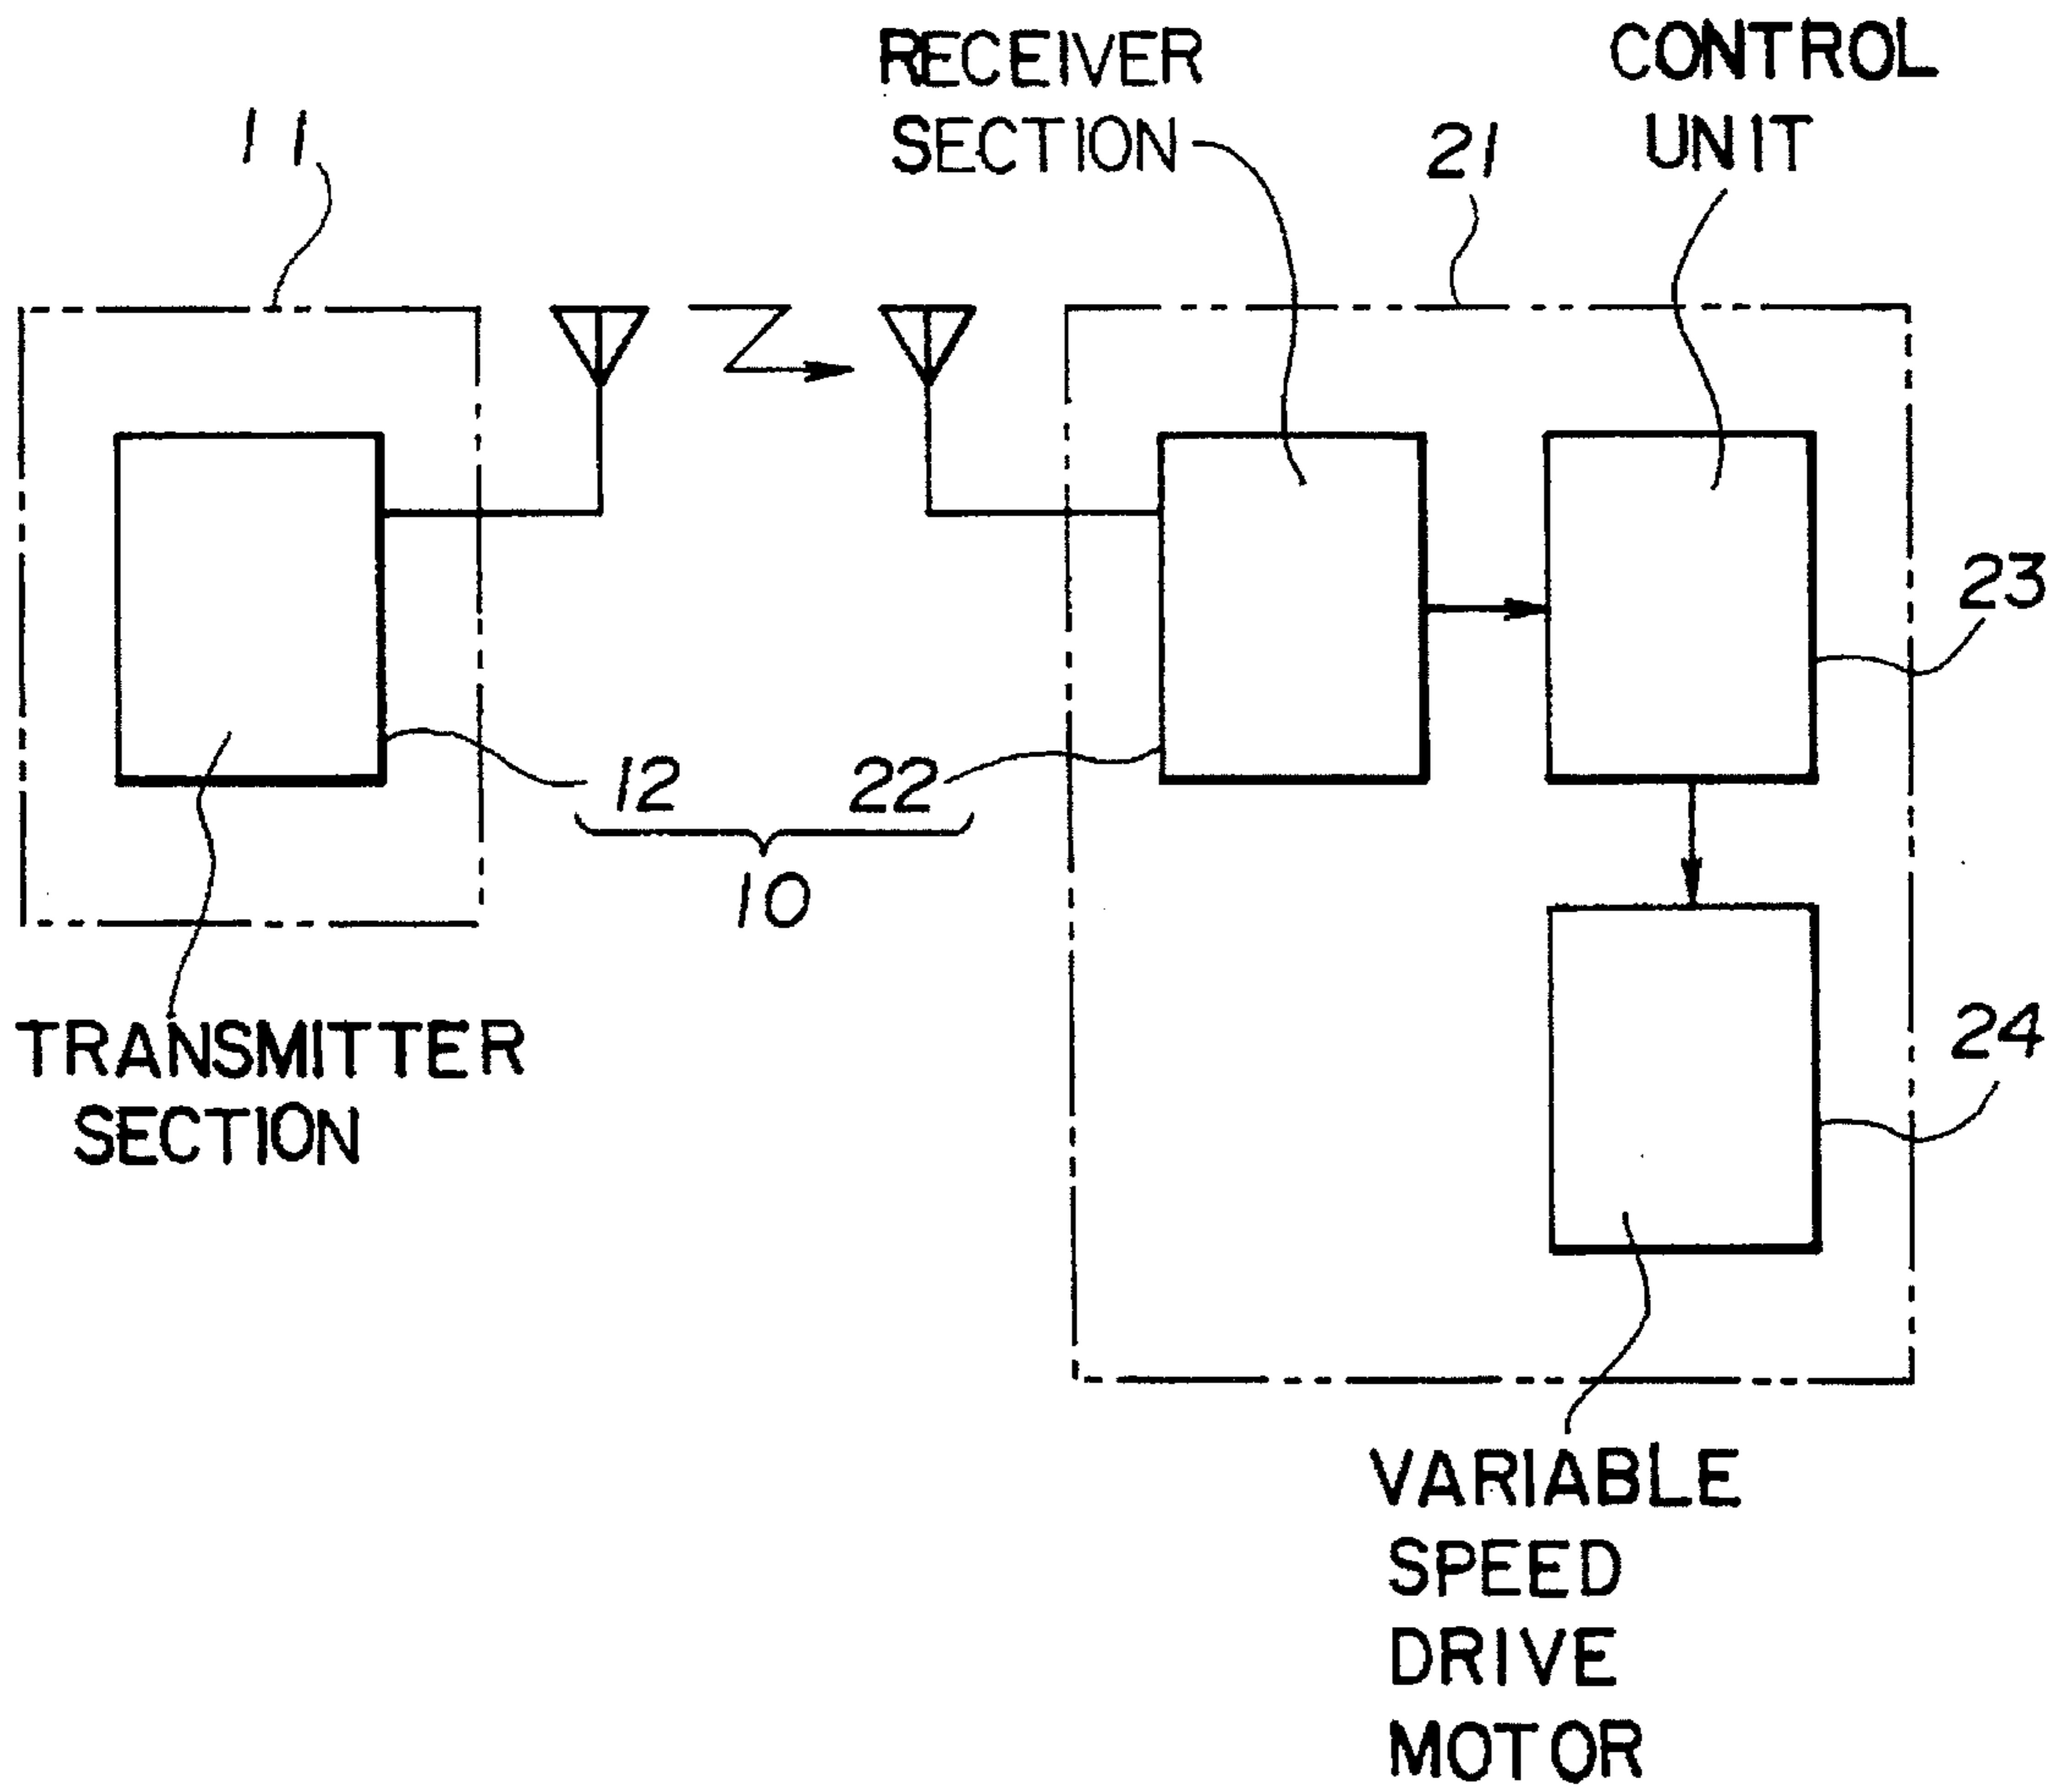 RECEIVER
SECTION
CONTROL
UNIT
11
21
23
12
22
10
24
TRANSMITTER
SECTION
VARIABLE
SPEED
DRIVE
MOTOR